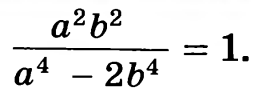 a²b² / (a⁴ − 2b⁴) = 1.